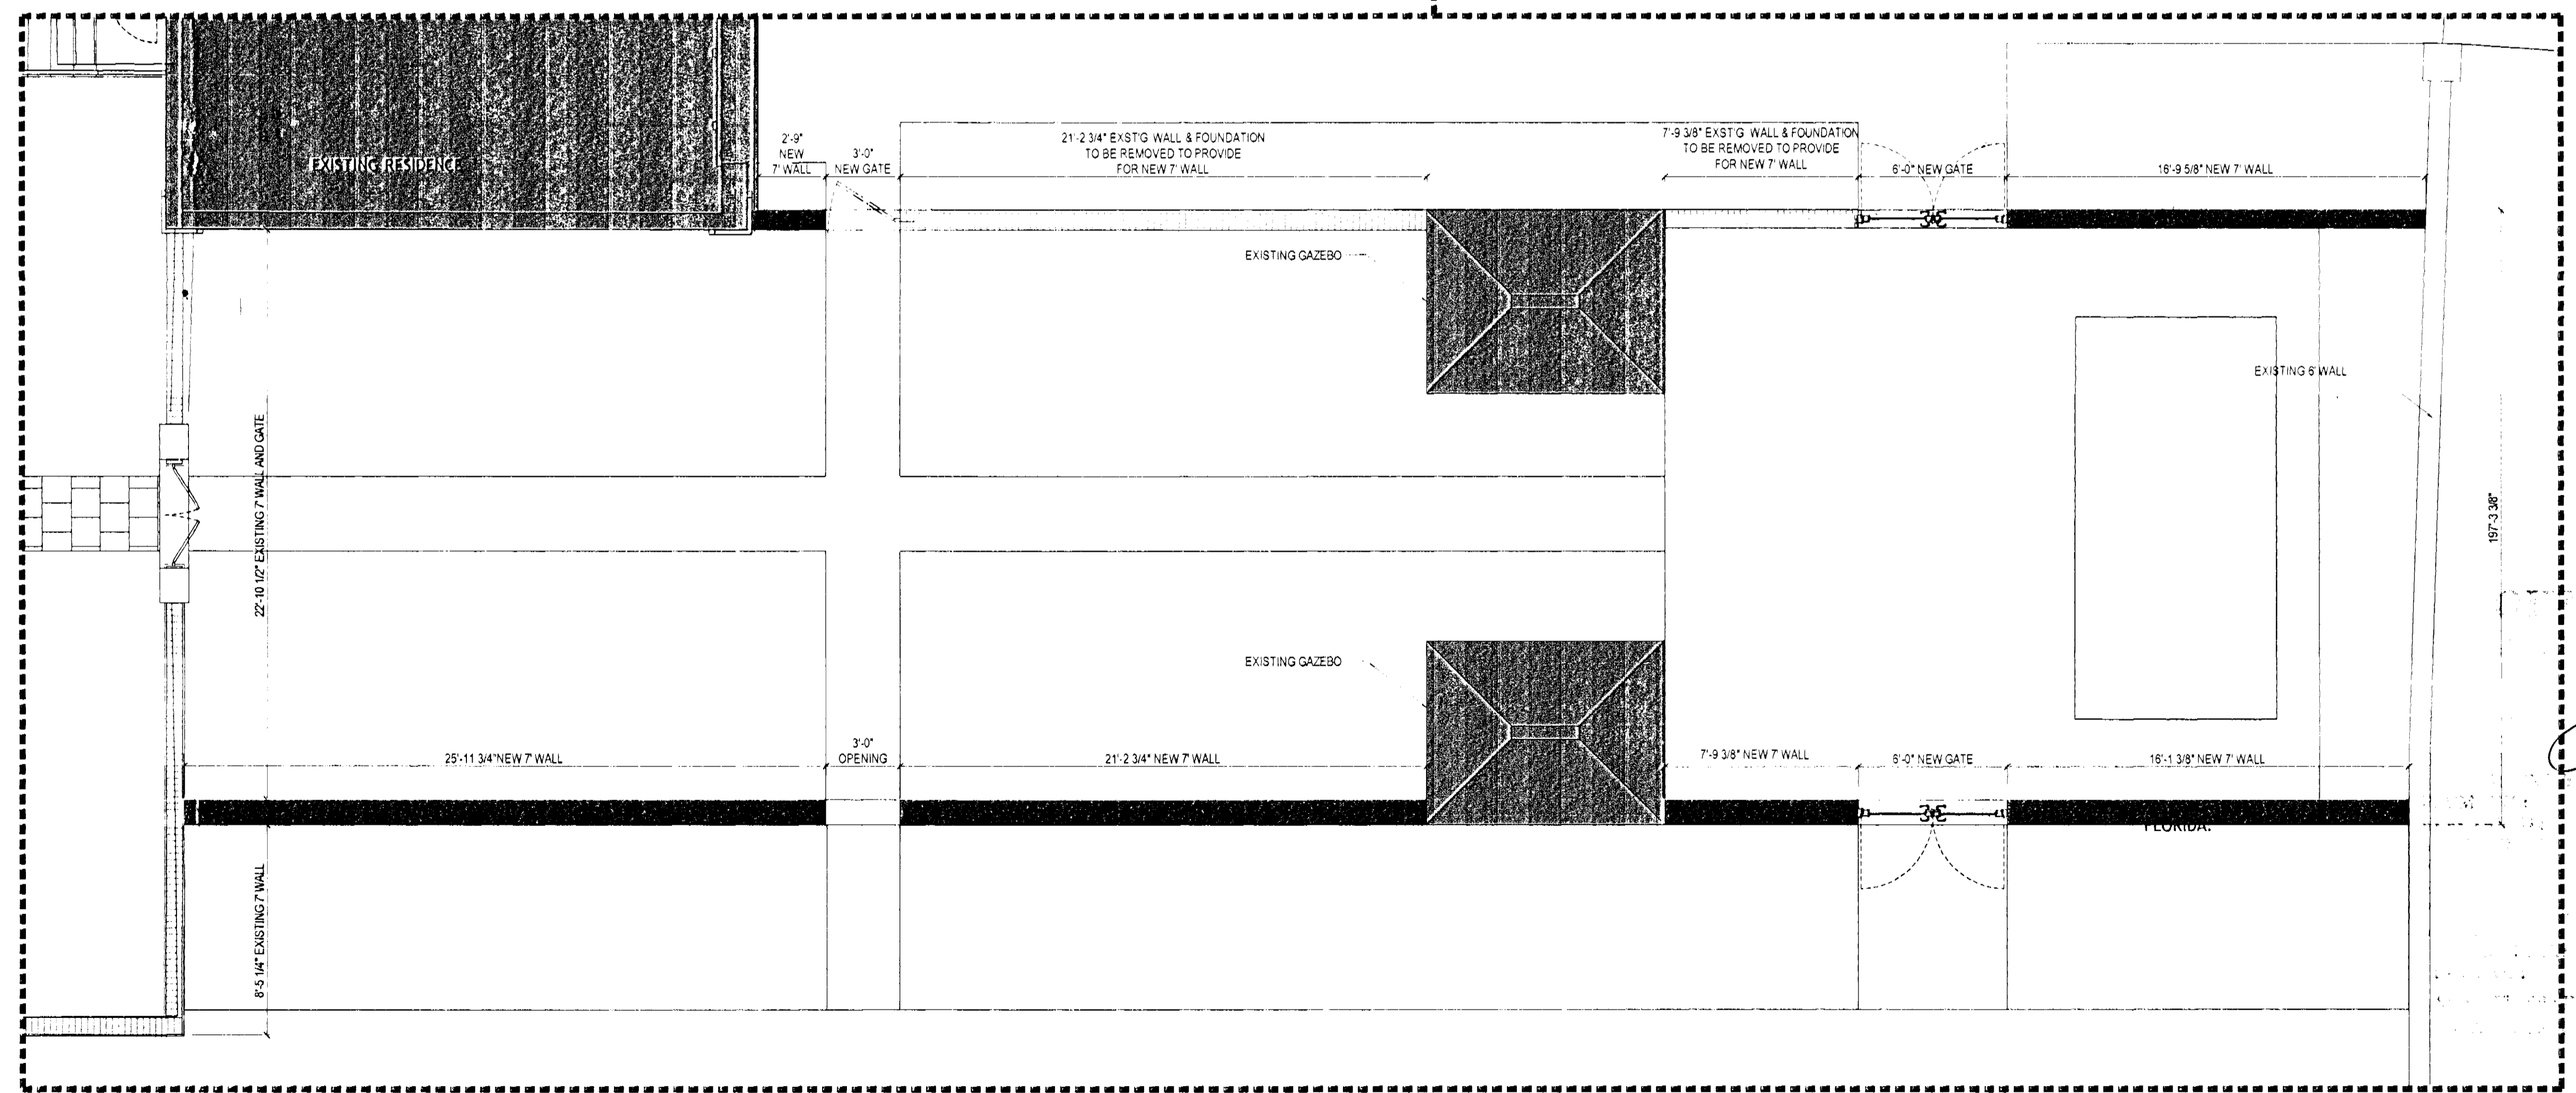 EXISTING RESIDENCE
2'-9"
NEW
7' WALL
3'-0"
NEW GATE
21'-2 3/4" EXST'G WALL & FOUNDATION
TO BE REMOVED TO PROVIDE
FOR NEW 7' WALL
7'-9 3/8" EXST'G WALL & FOUNDATION
TO BE REMOVED TO PROVIDE
FOR NEW 7' WALL
6'-0" NEW GATE
16'-9 5/8" NEW 7' WALL
EXISTING GAZEBO
EXISTING 6' WALL
22'-10 1/2" EXISTING 7' WALL AND GATE
197'-3 3/8"
EXISTING GAZEBO
25'-11 3/4" NEW 7' WALL
3'-0"
OPENING
21'-2 3/4" NEW 7' WALL
7'-9 3/8" NEW 7' WALL
6'-0" NEW GATE
16'-1 3/8" NEW 7' WALL
FLORIDA.
8'-5 1/4" EXISTING 7' WALL